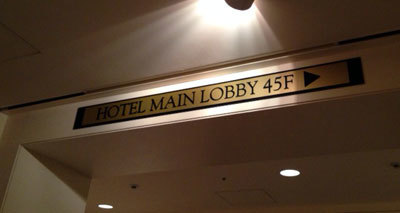 HOTEL MAIN LOBBY 45F ▶